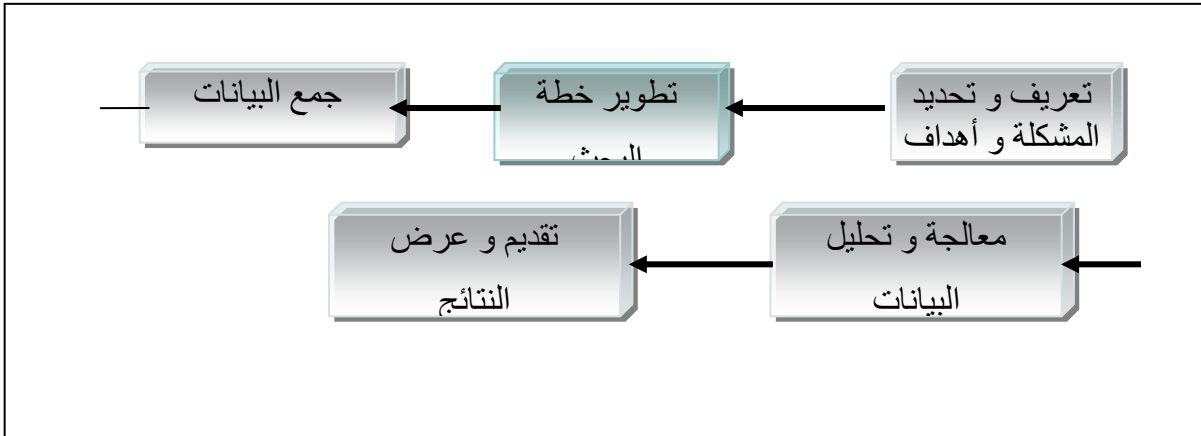 تعريف و تحديد
المشكلة و أهداف
تطوير خطة
جمع البيانات
معالجة و تحليل
البيانات
تقديم و عرض
النتائج